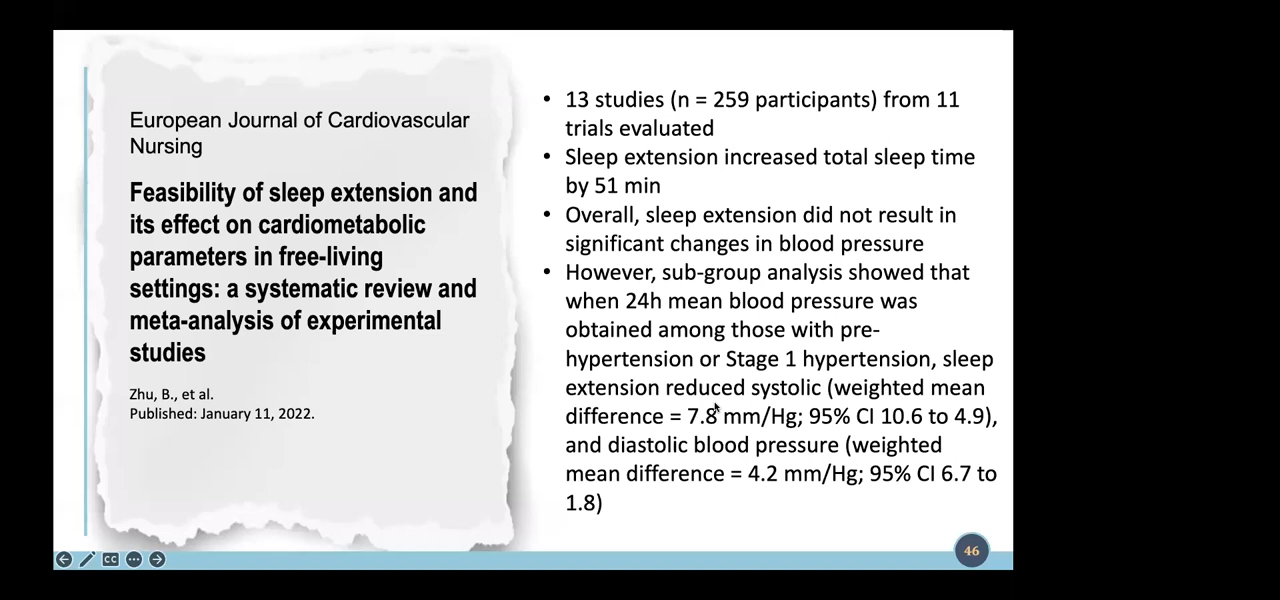 European Journal of Cardiovascular
Nursing
Feasibility of sleep extension and
its effect on cardiometabolic
parameters in free-living
settings: a systematic review and
meta-analysis of experimental
studies
Zhu, B., et al.
Published: January 11, 2022.
• 13 studies (n = 259 participants) from 11
trials evaluated
• Sleep extension increased total sleep time
by 51 min
• Overall, sleep extension did not result in
significant changes in blood pressure
• However, sub-group analysis showed that
when 24h mean blood pressure was
obtained among those with pre-
hypertension or Stage 1 hypertension, sleep
extension reduced systolic (weighted mean
difference = 7.8 mm/Hg; 95% CI 10.6 to 4.9),
and diastolic blood pressure (weighted
mean difference = 4.2 mm/Hg; 95% CI 6.7 to
1.8)
CC
46